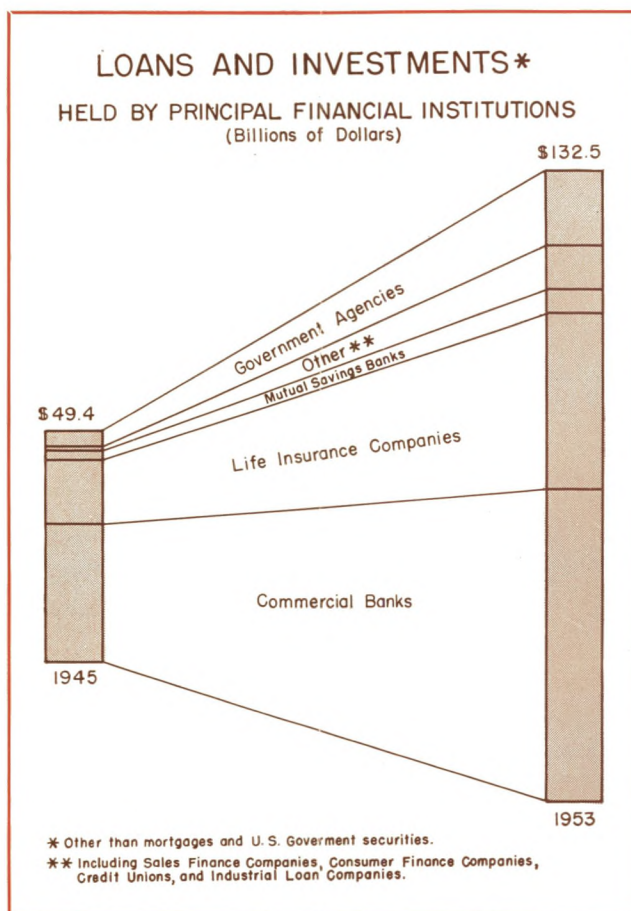 LOANS AND INVESTMENTS*
HELD BY PRINCIPAL FINANCIAL INSTITUTIONS
(Billions of Dollars)
$132.5
Government Agencies
Other**
Mutual Savings Banks
$49.4
Life Insurance Companies
Commercial Banks
1945
1953
* Other than mortgages and U. S. Goverment securities.
** Including Sales Finance Companies, Consumer Finance Companies,
Credit Unions, and Industrial Loan Companies.